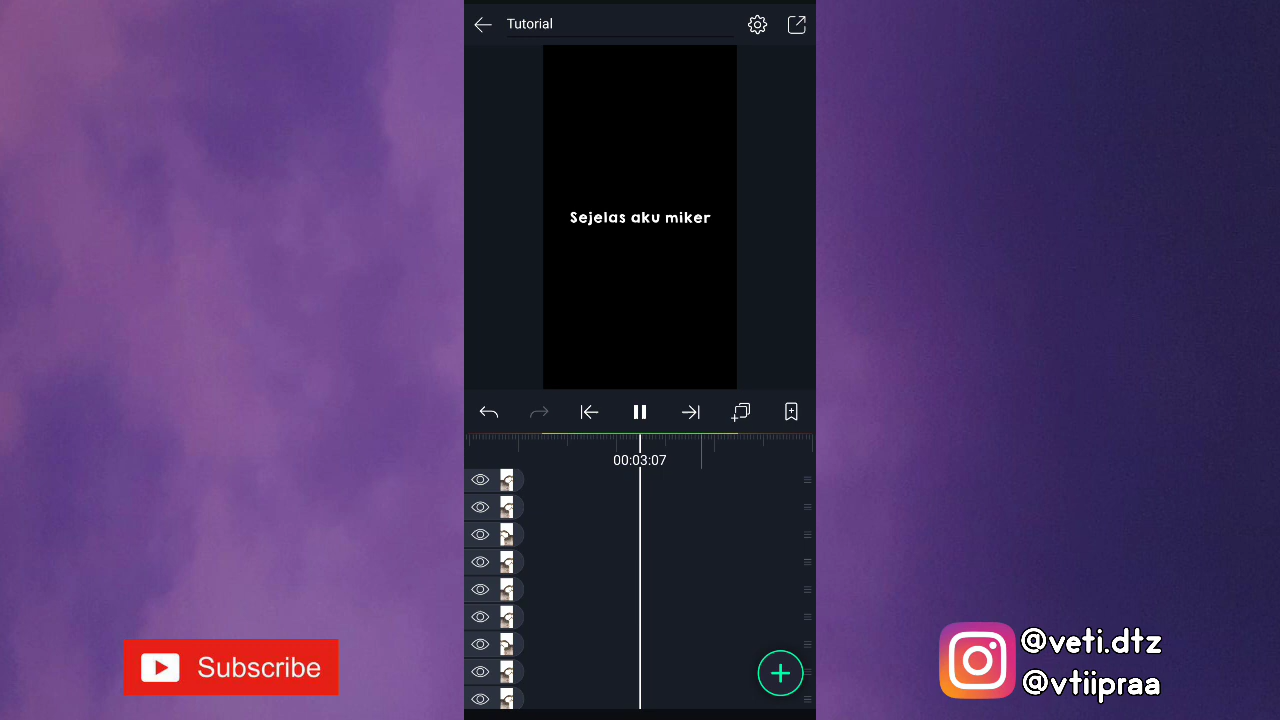 Tutorial
Sejelas aku miker
00:03:07
Subscribe
@veti.dtz
@vtiipraa